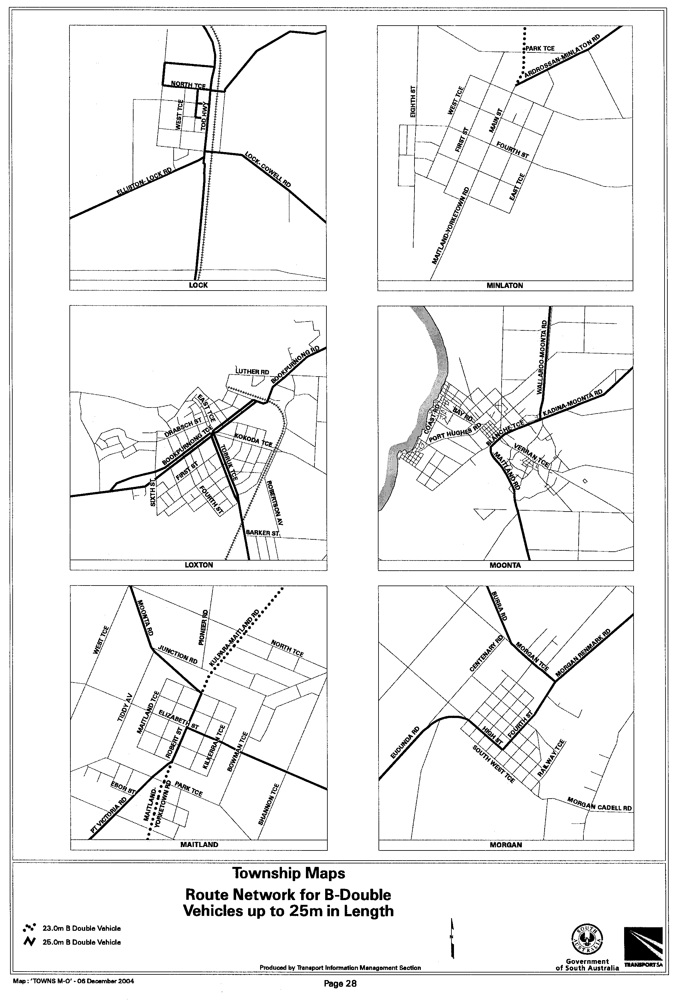 NORTH TCE
WEST TCE
TOD HWY
LOCK-COWELL RD
ELLISTON-LOCK RD
LOCK
PARK TCE
ARDROSSAN-MINLATON RD
EIGHTH ST
WEST TCE
MAIN ST
FIRST ST
FOURTH ST
EAST TCE
MAITLAND-YORKETOWN RD
MINLATON
BOOKPURNONG RD
LUTHER RD
EAST TCE
DRABSCH ST
BOOKPURNONG TCE
KOKODA TCE
TOBRUK TCE
FIRST ST
SIXTH ST
FOURTH ST
ROBERTSON AV
BARKER ST
LOXTON
WALLAROO-MOONTA RD
KADINA-MOONTA RD
BAY RD
COAST RD
PORT HUGHES RD
BLANCHE TCE
VERRAN TCE
MAITLAND RD
MOONTA
MOONTA RD
PIONEER RD
KULPARA-MAITLAND RD
WEST TCE
JUNCTION RD
NORTH TCE
TIDDY AV
MAITLAND TCE
ELIZABETH ST
ROBERT ST
KILKERRAN TCE
BOWMAN TCE
EBOR ST
PARK TCE
MAITLAND-
YORKETOWN RD
PT VICTORIA RD
SHANNON TCE
MAITLAND
BURRA RD
CENTENARY RD
MORGAN TCE
MORGAN RENMARK RD
EUDUNDA RD
HIGH ST
FOURTH ST
SOUTH WEST TCE
RAILWAY TCE
MORGAN CADELL RD
MORGAN
Township Maps
Route Network for B-Double
Vehicles up to 25m in Length
23.0m B Double Vehicle
25.0m B Double Vehicle
N
SOUTH
AUSTRALIA
Government
of South Australia
TRANSPORT SA
Produced by Transport Information Management Section
Map : 'TOWNS M-O' - 06 December 2004
Page 28